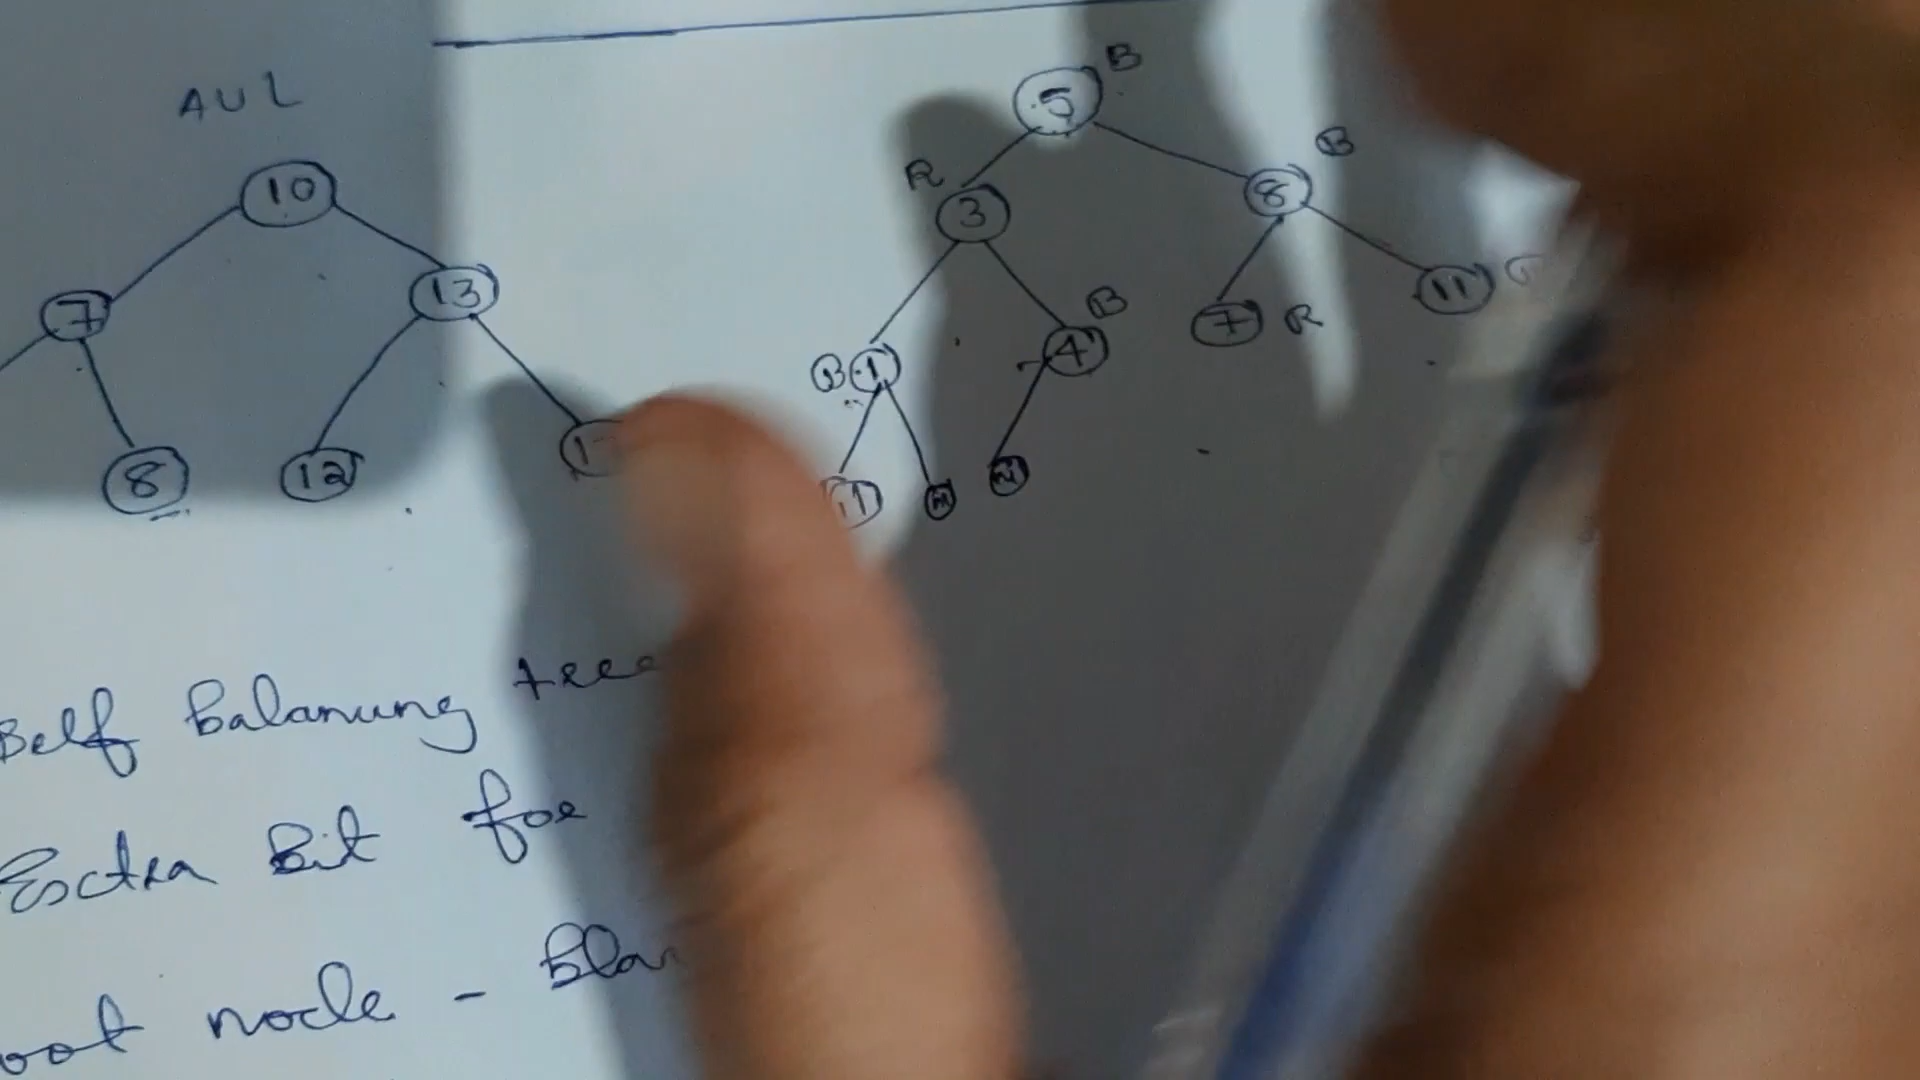 AVL
10
7
13
8
12
5 B
R 3
8 B
B 1
4 B
7 R
11
Self balancing tree
Extra Bit for
node -